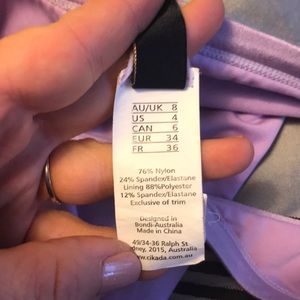 AU/UK 8
US 4
CAN 6
EUR 34
FR 36
76% Nylon
24% Spandex/Elastane
Lining 88%Polyester
12% Spandex/Elastane
Exclusive of trim
Designed in
Bondi-Australia
Made in China
49/34-36 Ralph St
dney, 2015, Australia
www.cikada.com.au